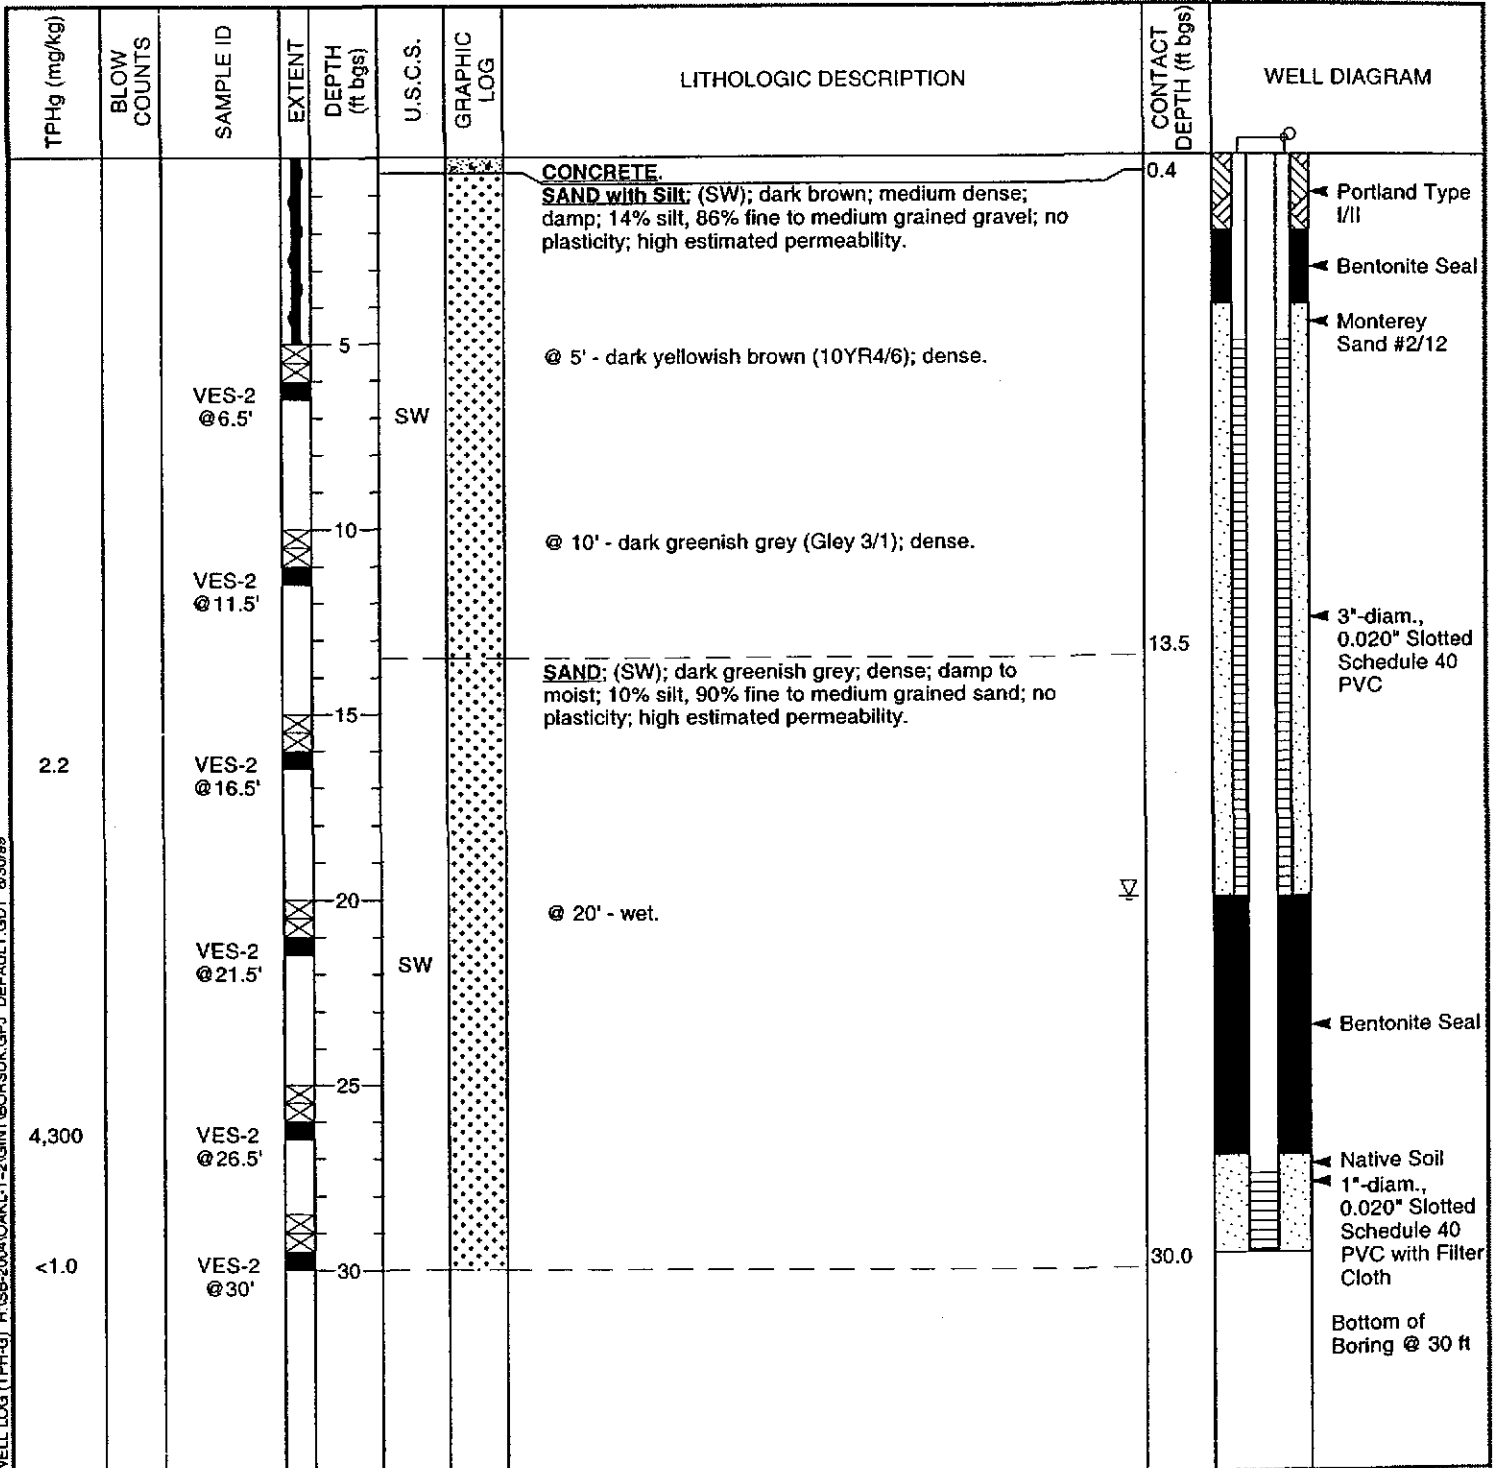 TPHg (mg/kg)
BLOW
COUNTS
SAMPLE ID
EXTENT
DEPTH
(ft bgs)
U.S.C.S.
GRAPHIC
LOG
LITHOLOGIC DESCRIPTION
CONTACT
DEPTH (ft bgs)
WELL DIAGRAM
CONCRETE.
0.4
SAND with Silt; (SW); dark brown; medium dense;
damp; 14% silt, 86% fine to medium grained gravel; no
plasticity; high estimated permeability.
Portland Type
I/II
Bentonite Seal
Monterey
Sand #2/12
5
@ 5' - dark yellowish brown (10YR4/6); dense.
VES-2
@6.5'
SW
10
@ 10' - dark greenish grey (Gley 3/1); dense.
VES-2
@11.5'
3"-diam.,
0.020" Slotted
Schedule 40
PVC
13.5
SAND; (SW); dark greenish grey; dense; damp to
moist; 10% silt, 90% fine to medium grained sand; no
plasticity; high estimated permeability.
15
2.2
VES-2
@16.5'
20
@ 20' - wet.
VES-2
@21.5'
SW
Bentonite Seal
25
4,300
VES-2
@26.5'
Native Soil
1"-diam.,
0.020" Slotted
Schedule 40
PVC with Filter
Cloth
<1.0
VES-2
@30'
30
30.0
Bottom of
Boring @ 30 ft
WELL LOG (TPH-G)
DEFAULT.GDT